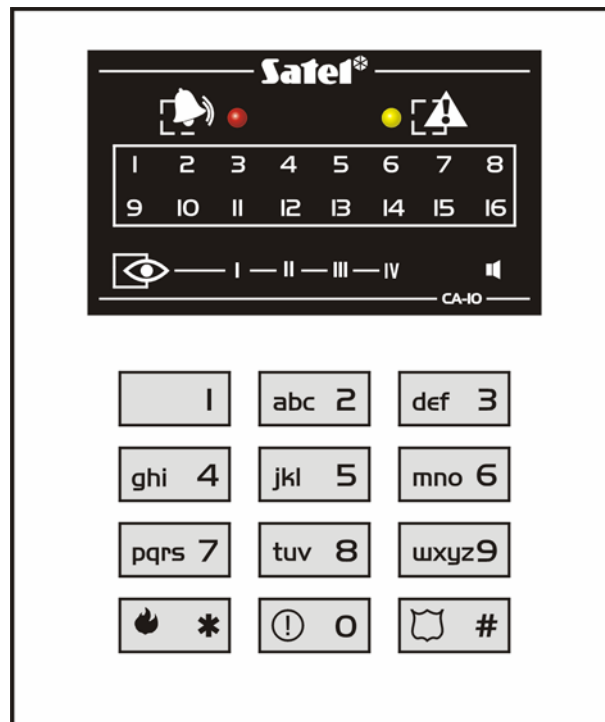 Satel
1 2 3 4 5 6 7 8
9 10 11 12 13 14 15 16
I II III IV
CA-10
1 abc 2 def 3
ghi 4 jkl 5 mno 6
pqrs 7 tuv 8 wxyz 9
* ! 0 #